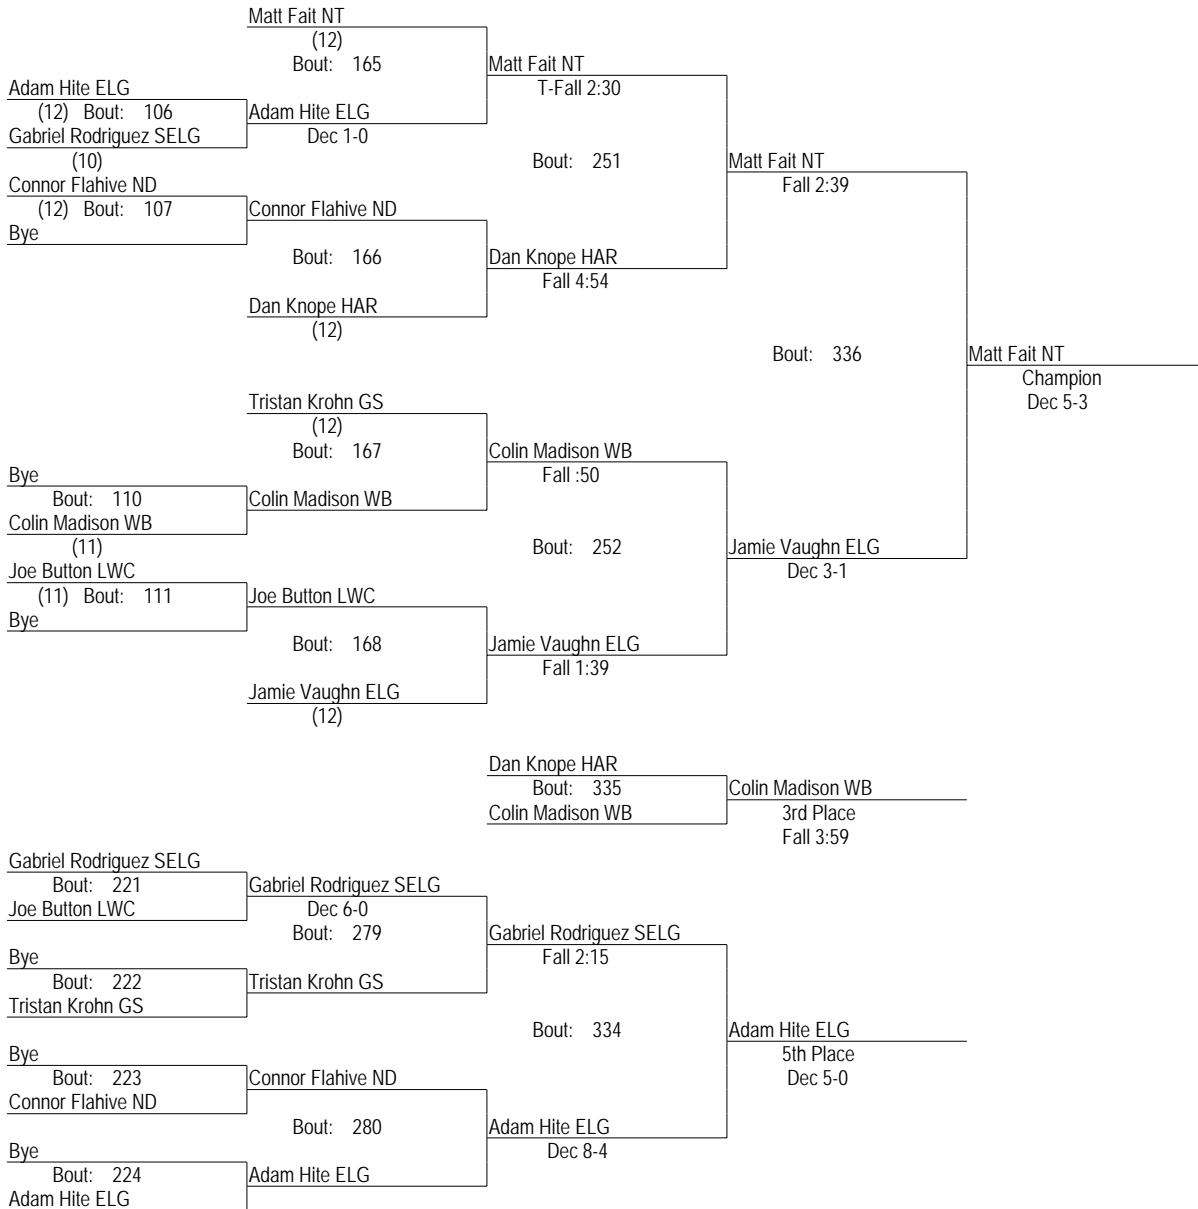 Matt Fait NT
(12)
Bout: 165
Matt Fait NT
T-Fall 2:30
Adam Hite ELG
(12) Bout: 106
Adam Hite ELG
Dec 1-0
Gabriel Rodriguez SELG
(10)
Bout: 251
Matt Fait NT
Fall 2:39
Connor Flahive ND
(12) Bout: 107
Connor Flahive ND
Bye
Bout: 166
Dan Knope HAR
Fall 4:54
Dan Knope HAR
(12)
Bout: 336
Matt Fait NT
Champion
Dec 5-3
Tristan Krohn GS
(12)
Bout: 167
Colin Madison WB
Fall :50
Bye
Bout: 110
Colin Madison WB
Colin Madison WB
(11)
Bout: 252
Jamie Vaughn ELG
Dec 3-1
Joe Button LWC
(11) Bout: 111
Joe Button LWC
Bye
Bout: 168
Jamie Vaughn ELG
Fall 1:39
Jamie Vaughn ELG
(12)
Dan Knope HAR
Bout: 335
Colin Madison WB
Colin Madison WB
3rd Place
Fall 3:59
Gabriel Rodriguez SELG
Bout: 221
Gabriel Rodriguez SELG
Joe Button LWC
Dec 6-0
Bout: 279
Gabriel Rodriguez SELG
Fall 2:15
Bye
Bout: 222
Tristan Krohn GS
Tristan Krohn GS
Bout: 334
Adam Hite ELG
5th Place
Dec 5-0
Bye
Bout: 223
Connor Flahive ND
Connor Flahive ND
Bout: 280
Adam Hite ELG
Dec 8-4
Bye
Bout: 224
Adam Hite ELG
Adam Hite ELG